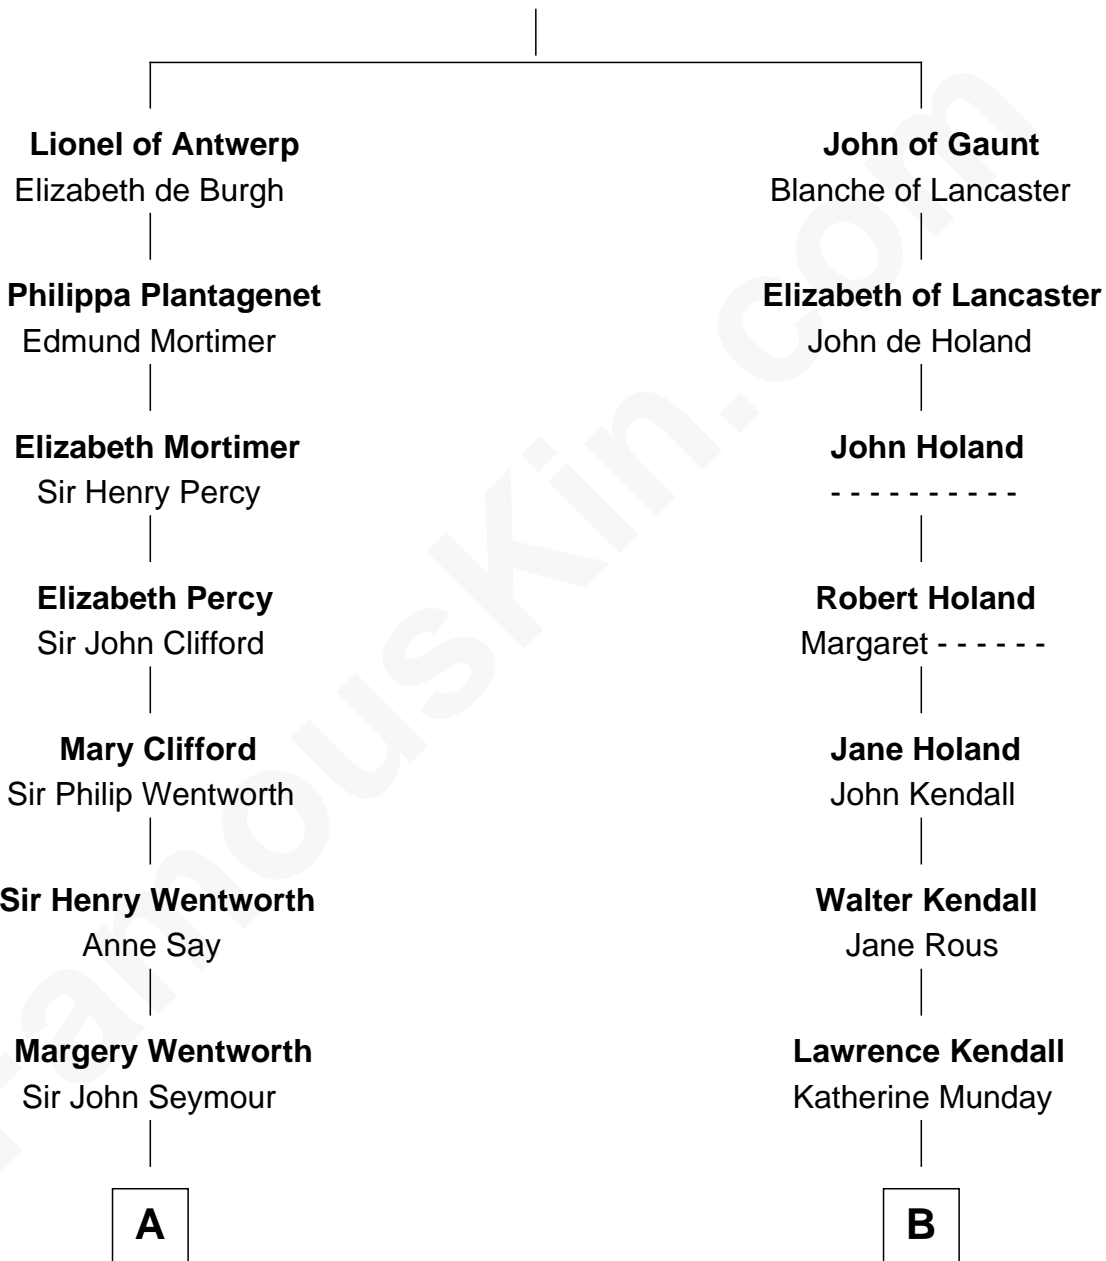 Lionel of Antwerp
Elizabeth de Burgh
Philippa Plantagenet
Edmund Mortimer
Elizabeth Mortimer
Sir Henry Percy
Elizabeth Percy
Sir John Clifford
Mary Clifford
Sir Philip Wentworth
Sir Henry Wentworth
Anne Say
Margery Wentworth
Sir John Seymour
A
John of Gaunt
Blanche of Lancaster
Elizabeth of Lancaster
John de Holand
John Holand
- - - - - - - - - -
Robert Holand
Margaret - - - - - -
Jane Holand
John Kendall
Walter Kendall
Jane Rous
Lawrence Kendall
Katherine Munday
B
FamousKin.com